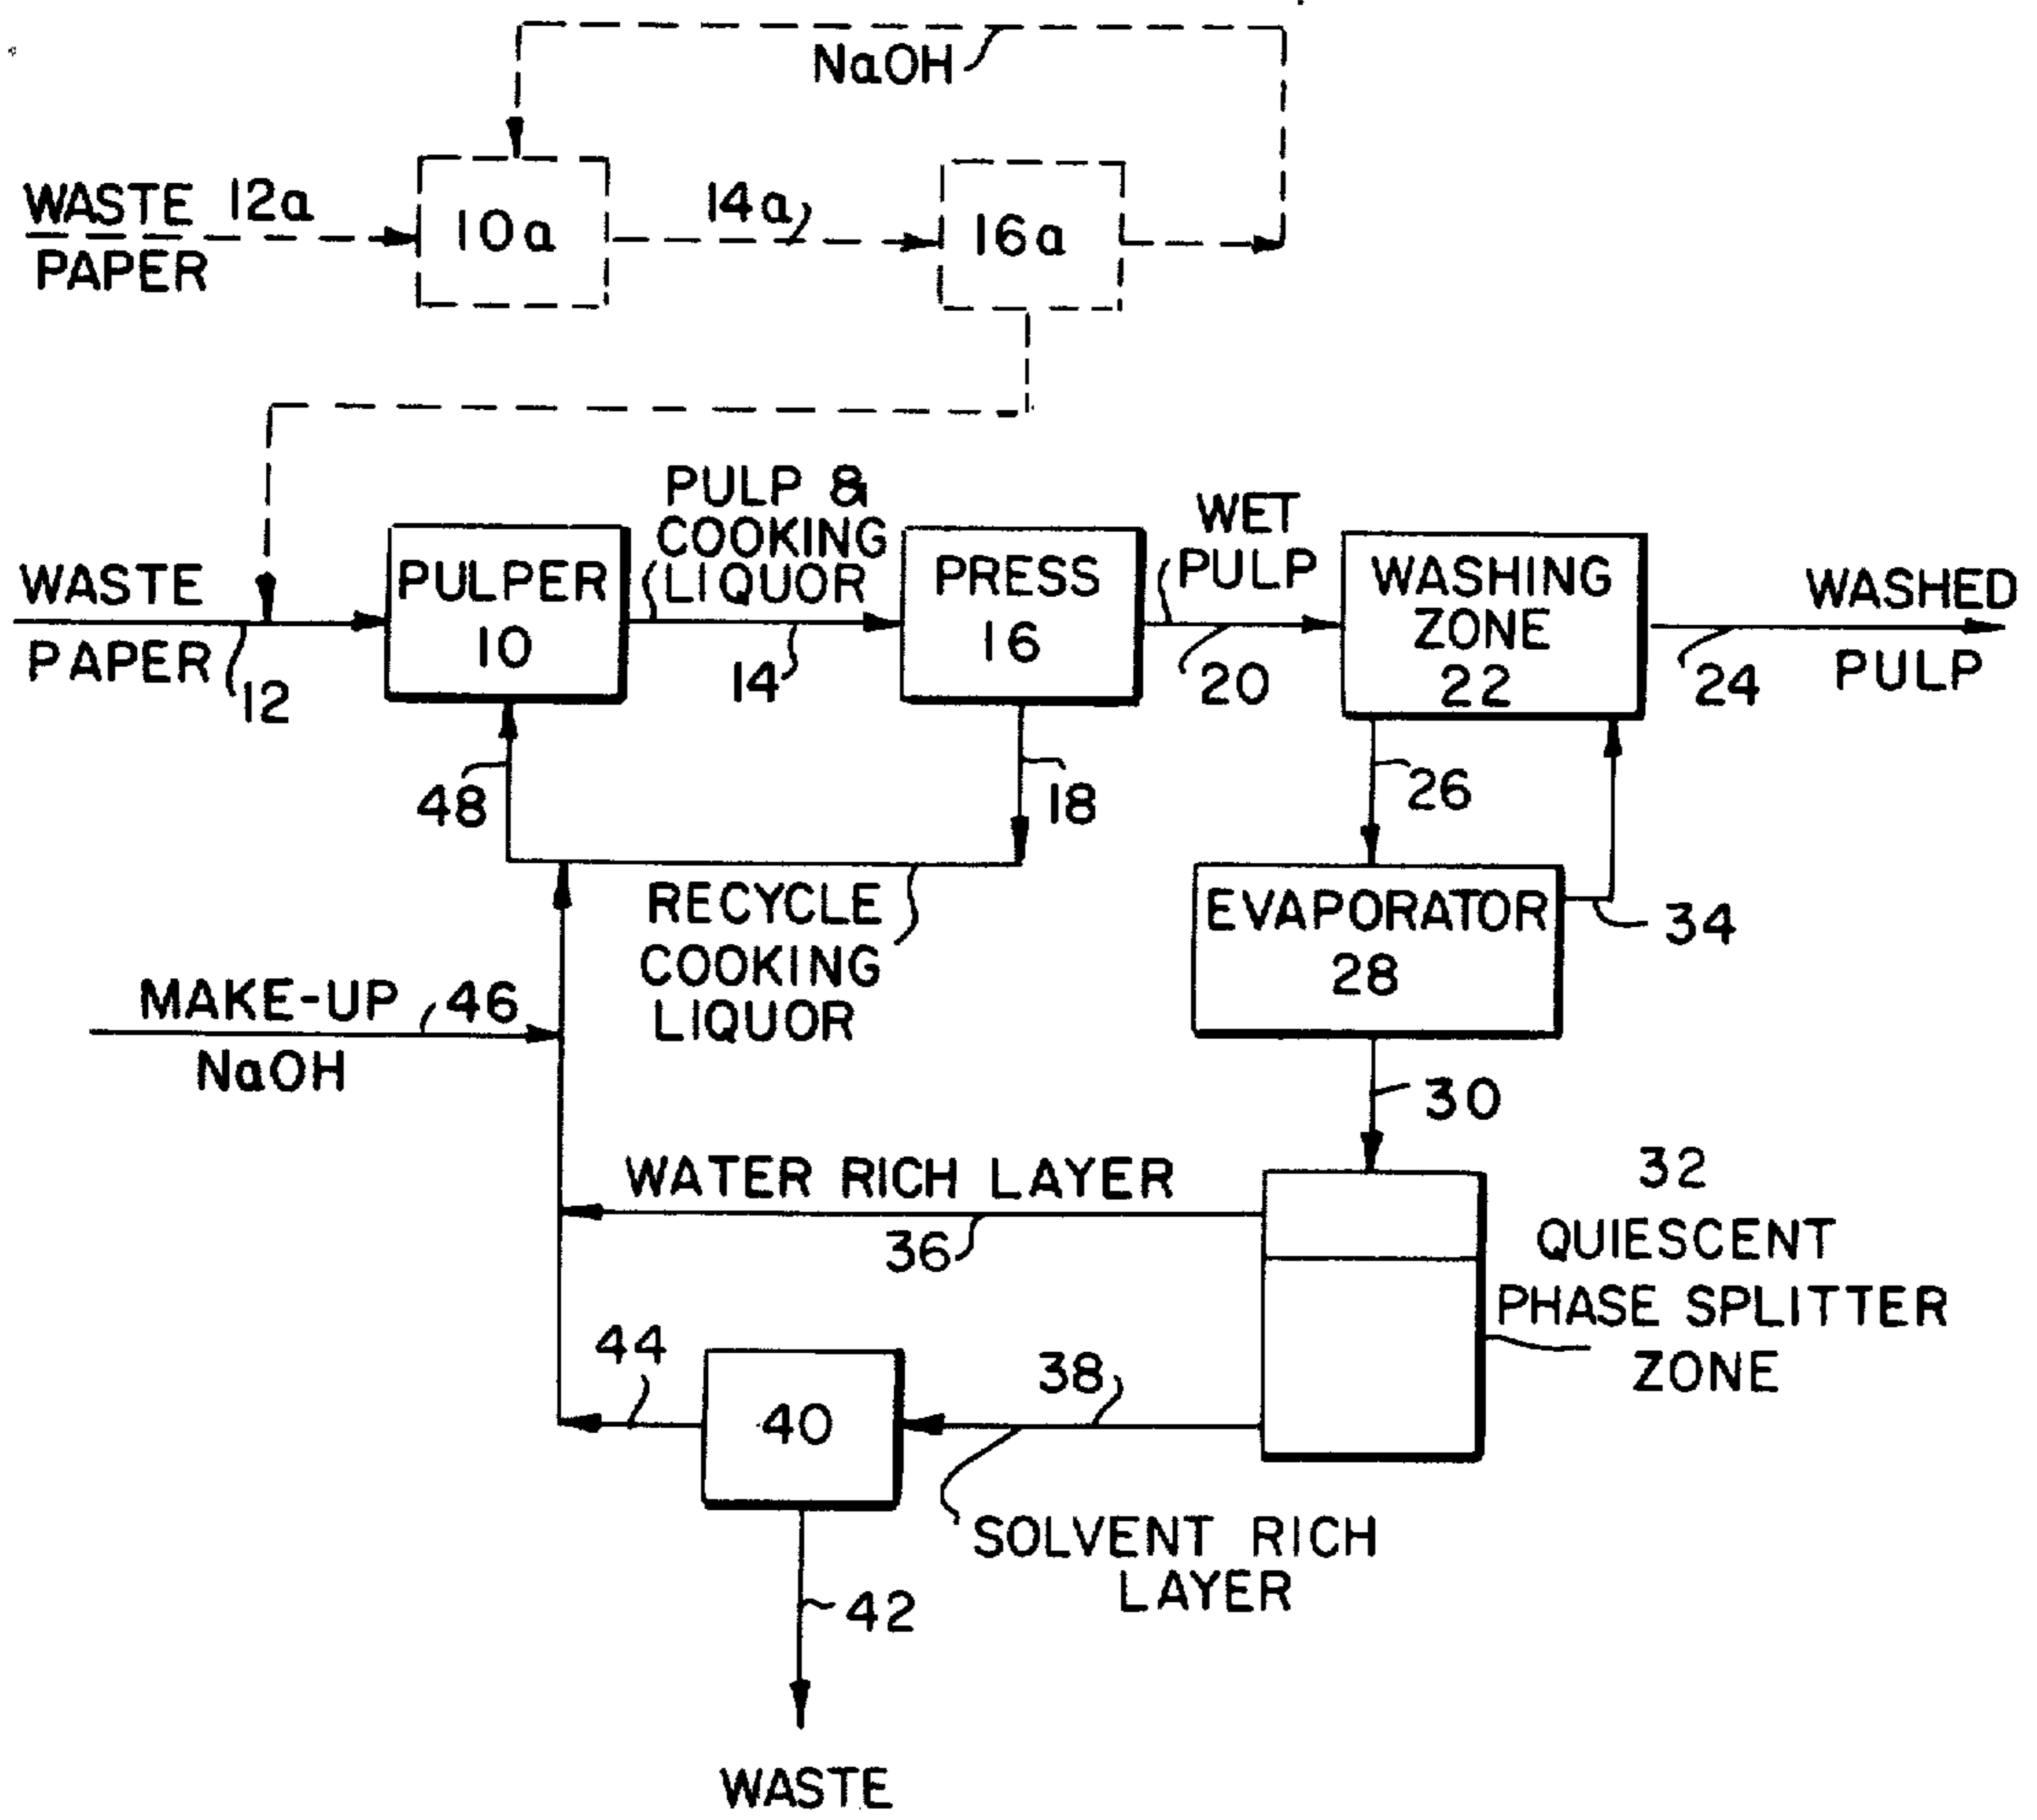 NaOH
WASTE 12a
PAPER
10a
14a
16a
WASTE
PAPER
12
PULPER
10
PULP &
COOKING
LIQUOR
14
PRESS
16
WET
PULP
20
WASHING
ZONE
22
WASHED
PULP
24
48
18
26
RECYCLE
COOKING
LIQUOR
EVAPORATOR
28
34
MAKE-UP 46
NaOH
30
WATER RICH LAYER
36
32
QUIESCENT
PHASE SPLITTER
ZONE
44
40
38
SOLVENT RICH
LAYER
42
WASTE